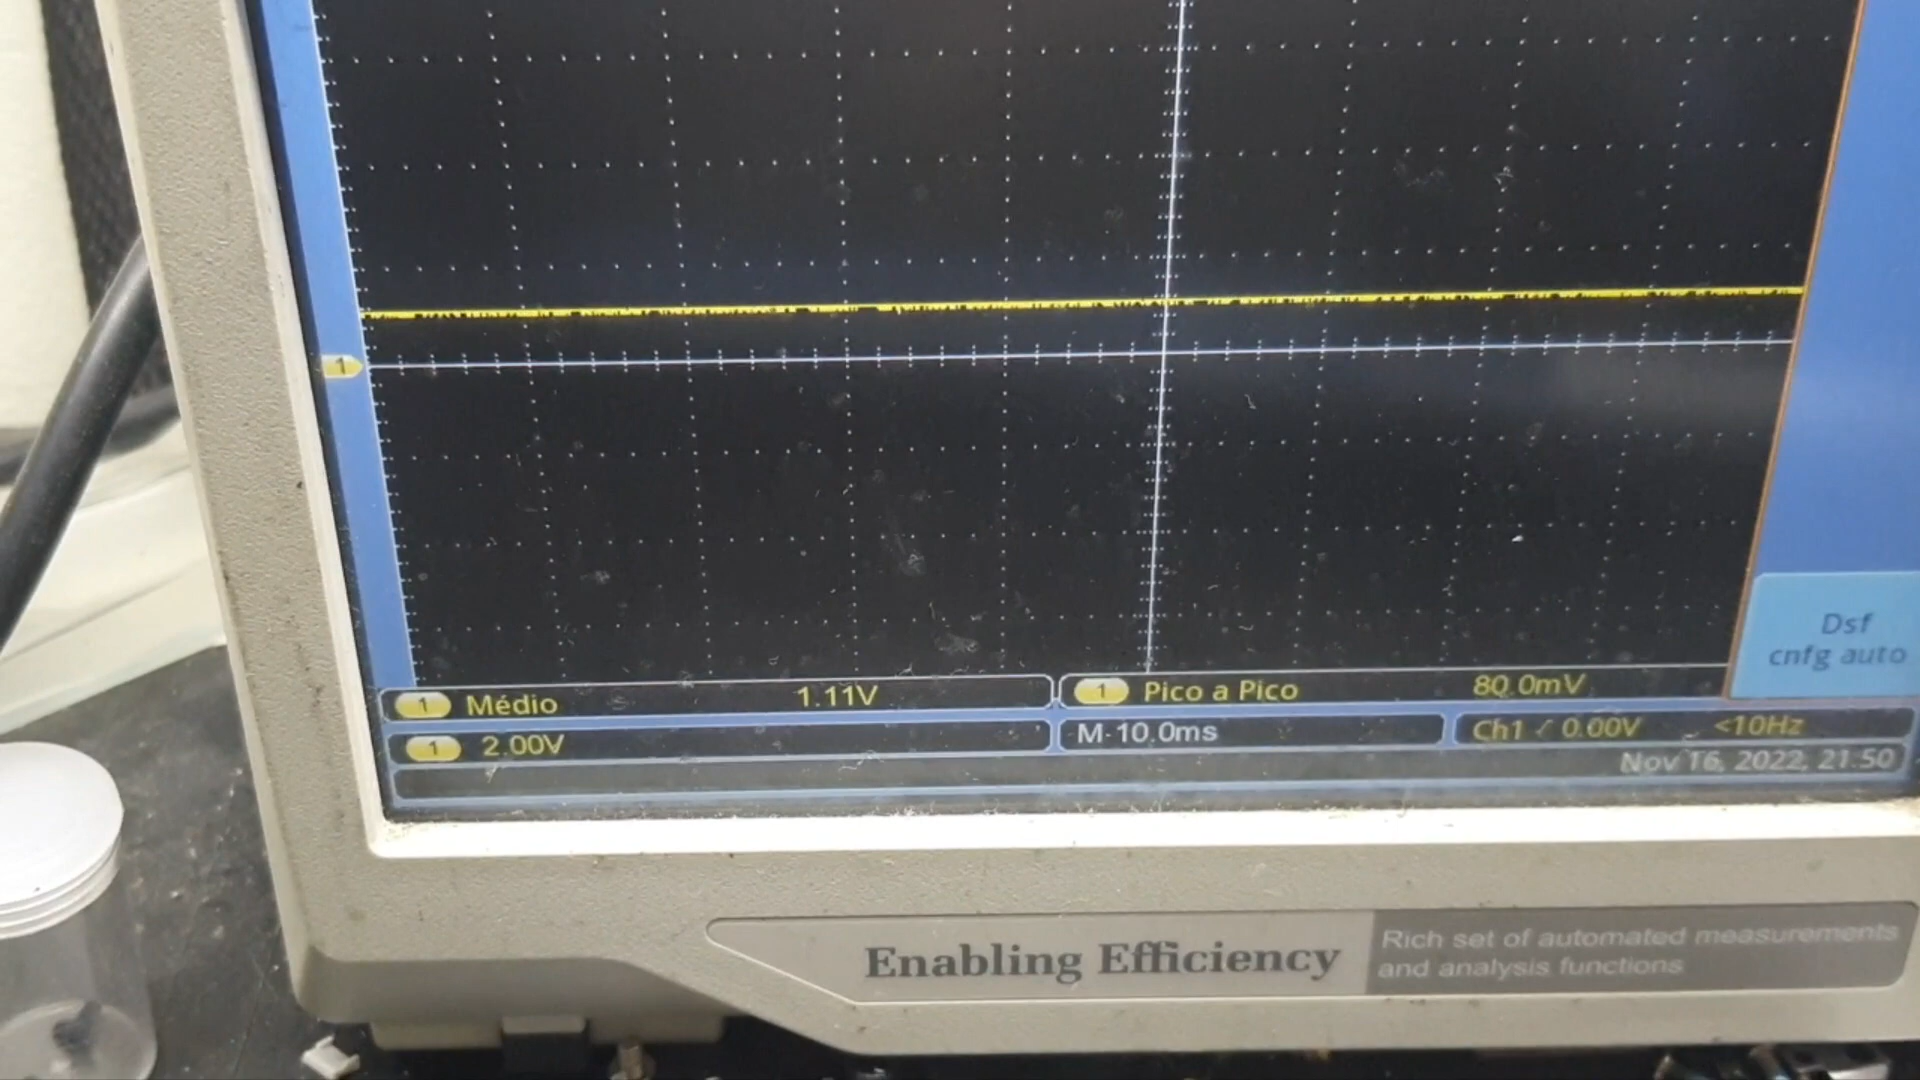 1
Dsf
cnfg auto
1 Médio 1.11V
1 Pico a Pico 80.0mV
1 2.00V
M 10.0ms
Ch1 / 0.00V <10Hz
Nov 16, 2022, 21:50
Enabling Efficiency
Rich set of automated measurements
and analysis functions